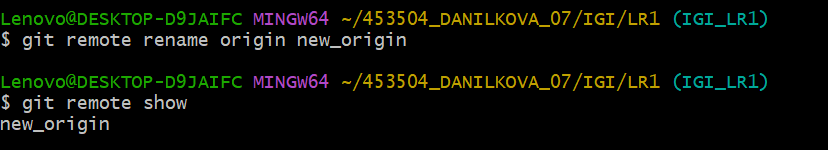 Lenovo@DESKTOP-D9JAIFC MINGW64 ~/453504_DANILKOVA_07/IGI/LR1 (IGI_LR1)
$ git remote rename origin new_origin
Lenovo@DESKTOP-D9JAIFC MINGW64 ~/453504_DANILKOVA_07/IGI/LR1 (IGI_LR1)
$ git remote show
new_origin